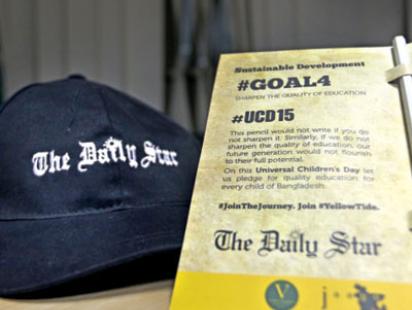 The Daily Star
Sustainable Development
#GOAL4
SHARPEN THE QUALITY OF EDUCATION
#UCD15
This pencil would not write if you do
not sharpen it. Similarly, if we do not
sharpen the quality of education, our
future generation would not flourish
to their full potential.
On this Universal Children's Day let
us pledge for quality education for
every child of Bangladesh.
#JoinTheJourney. Join #YellowTide.
The Daily Star
V